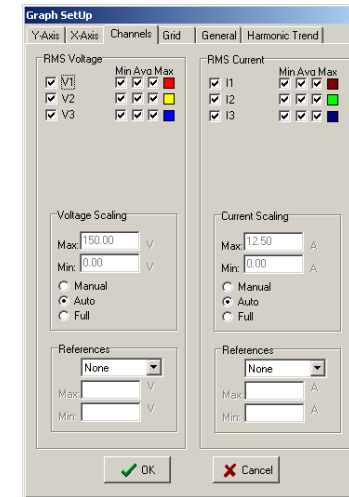 Graph SetUp
Y-Axis X-Axis Channels Grid General Harmonic Trend
RMS Voltage
Min Avg Max
V1
V2
V3
Voltage Scaling
Max: 150.00 V
Min: 0.00 V
Manual
Auto
Full
References
None
Max: V
Min: V
RMS Current
Min Avg Max
I1
I2
I3
Current Scaling
Max: 12.50 A
Min: 0.00 A
Manual
Auto
Full
References
None
Max: A
Min: A
OK Cancel